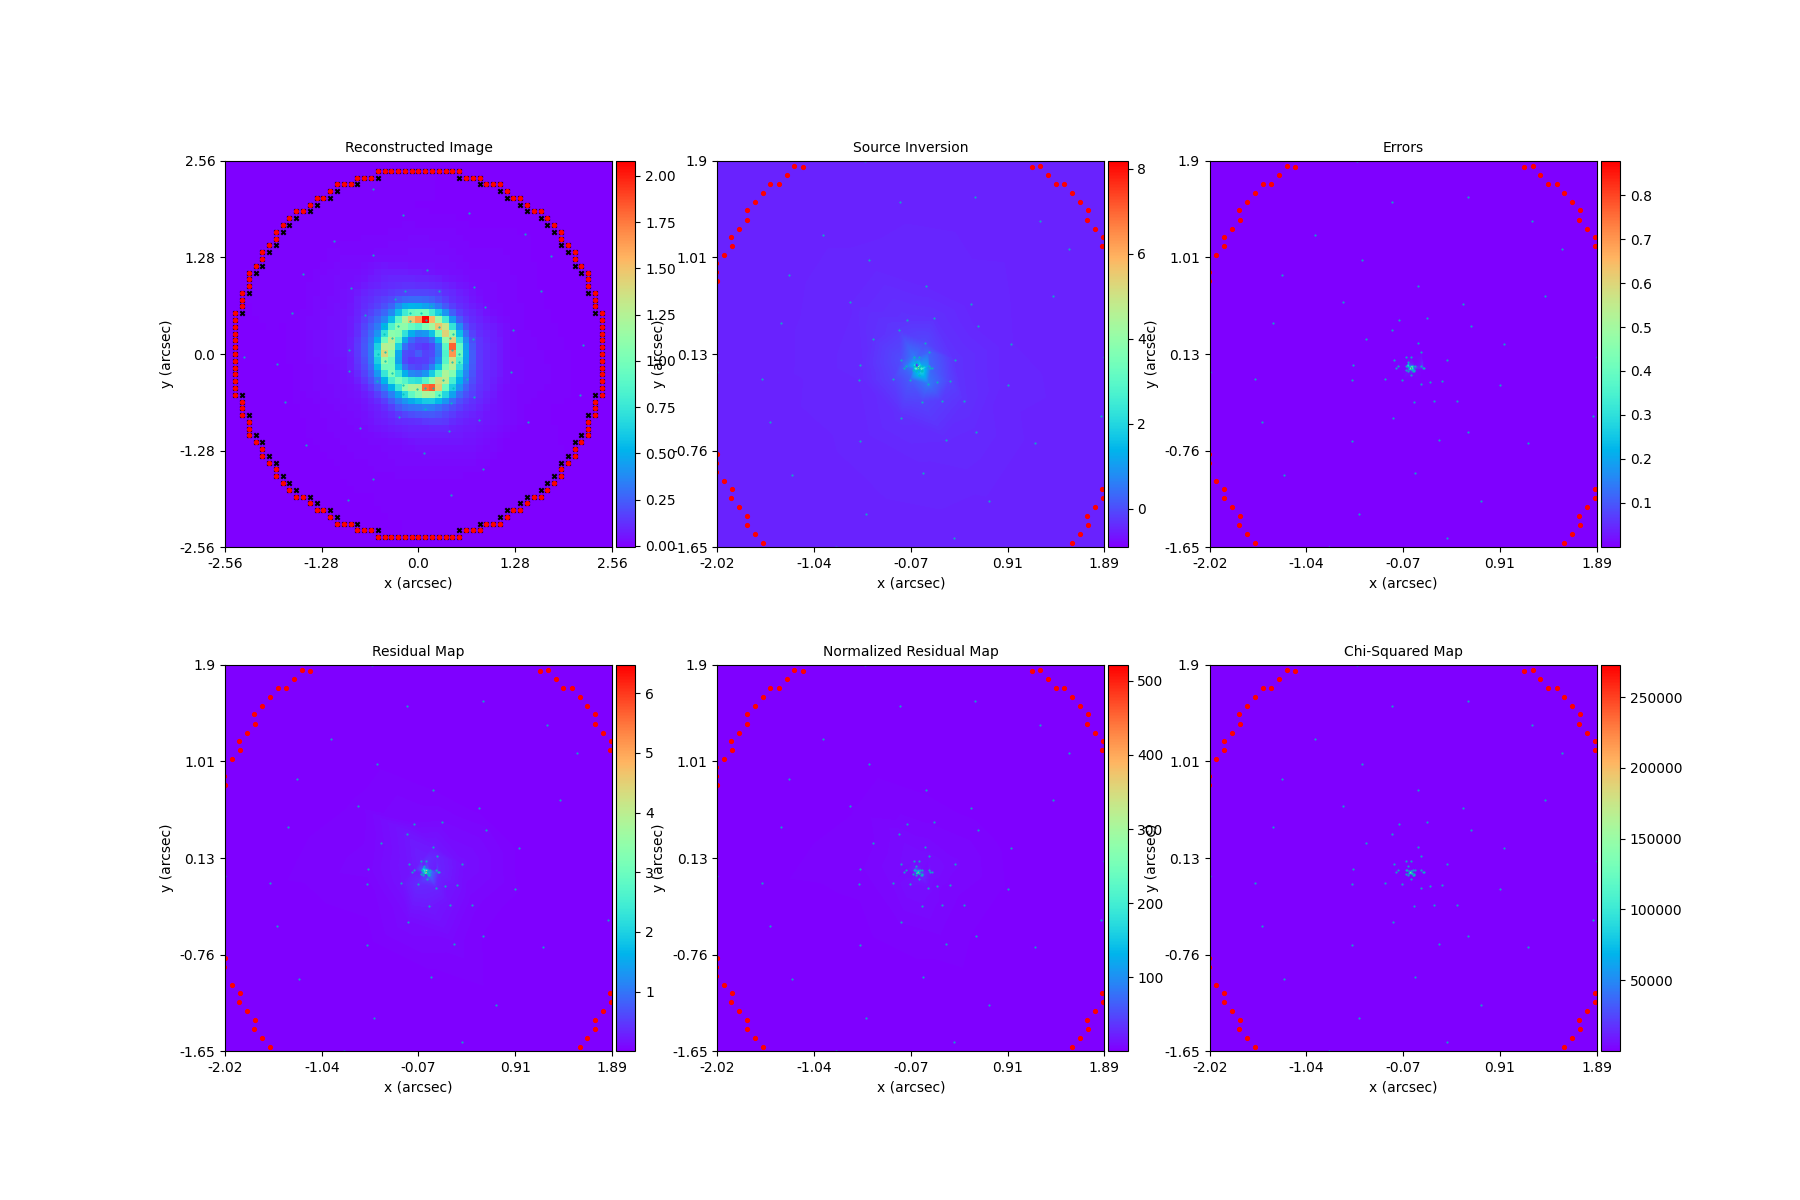 Reconstructed Image
2.56
1.28
0.0
-1.28
-2.56
y (arcsec)
-2.56 -1.28 0.0 1.28 2.56
x (arcsec)
2.00
1.75
1.50
1.25
1.00
0.75
0.50
0.25
0.00
Source Inversion
1.9
1.01
0.13
-0.76
-1.65
y (arcsec)
-2.02 -1.04 -0.07 0.91 1.89
x (arcsec)
8
6
4
2
0
Errors
1.9
1.01
0.13
-0.76
-1.65
y (arcsec)
-2.02 -1.04 -0.07 0.91 1.89
x (arcsec)
0.8
0.7
0.6
0.5
0.4
0.3
0.2
0.1
Residual Map
1.9
1.01
0.13
-0.76
-1.65
y (arcsec)
-2.02 -1.04 -0.07 0.91 1.89
x (arcsec)
6
5
4
3
2
1
Normalized Residual Map
1.9
1.01
0.13
-0.76
-1.65
y (arcsec)
-2.02 -1.04 -0.07 0.91 1.89
x (arcsec)
500
400
300
200
100
Chi-Squared Map
1.9
1.01
0.13
-0.76
-1.65
y (arcsec)
-2.02 -1.04 -0.07 0.91 1.89
x (arcsec)
250000
200000
150000
100000
50000